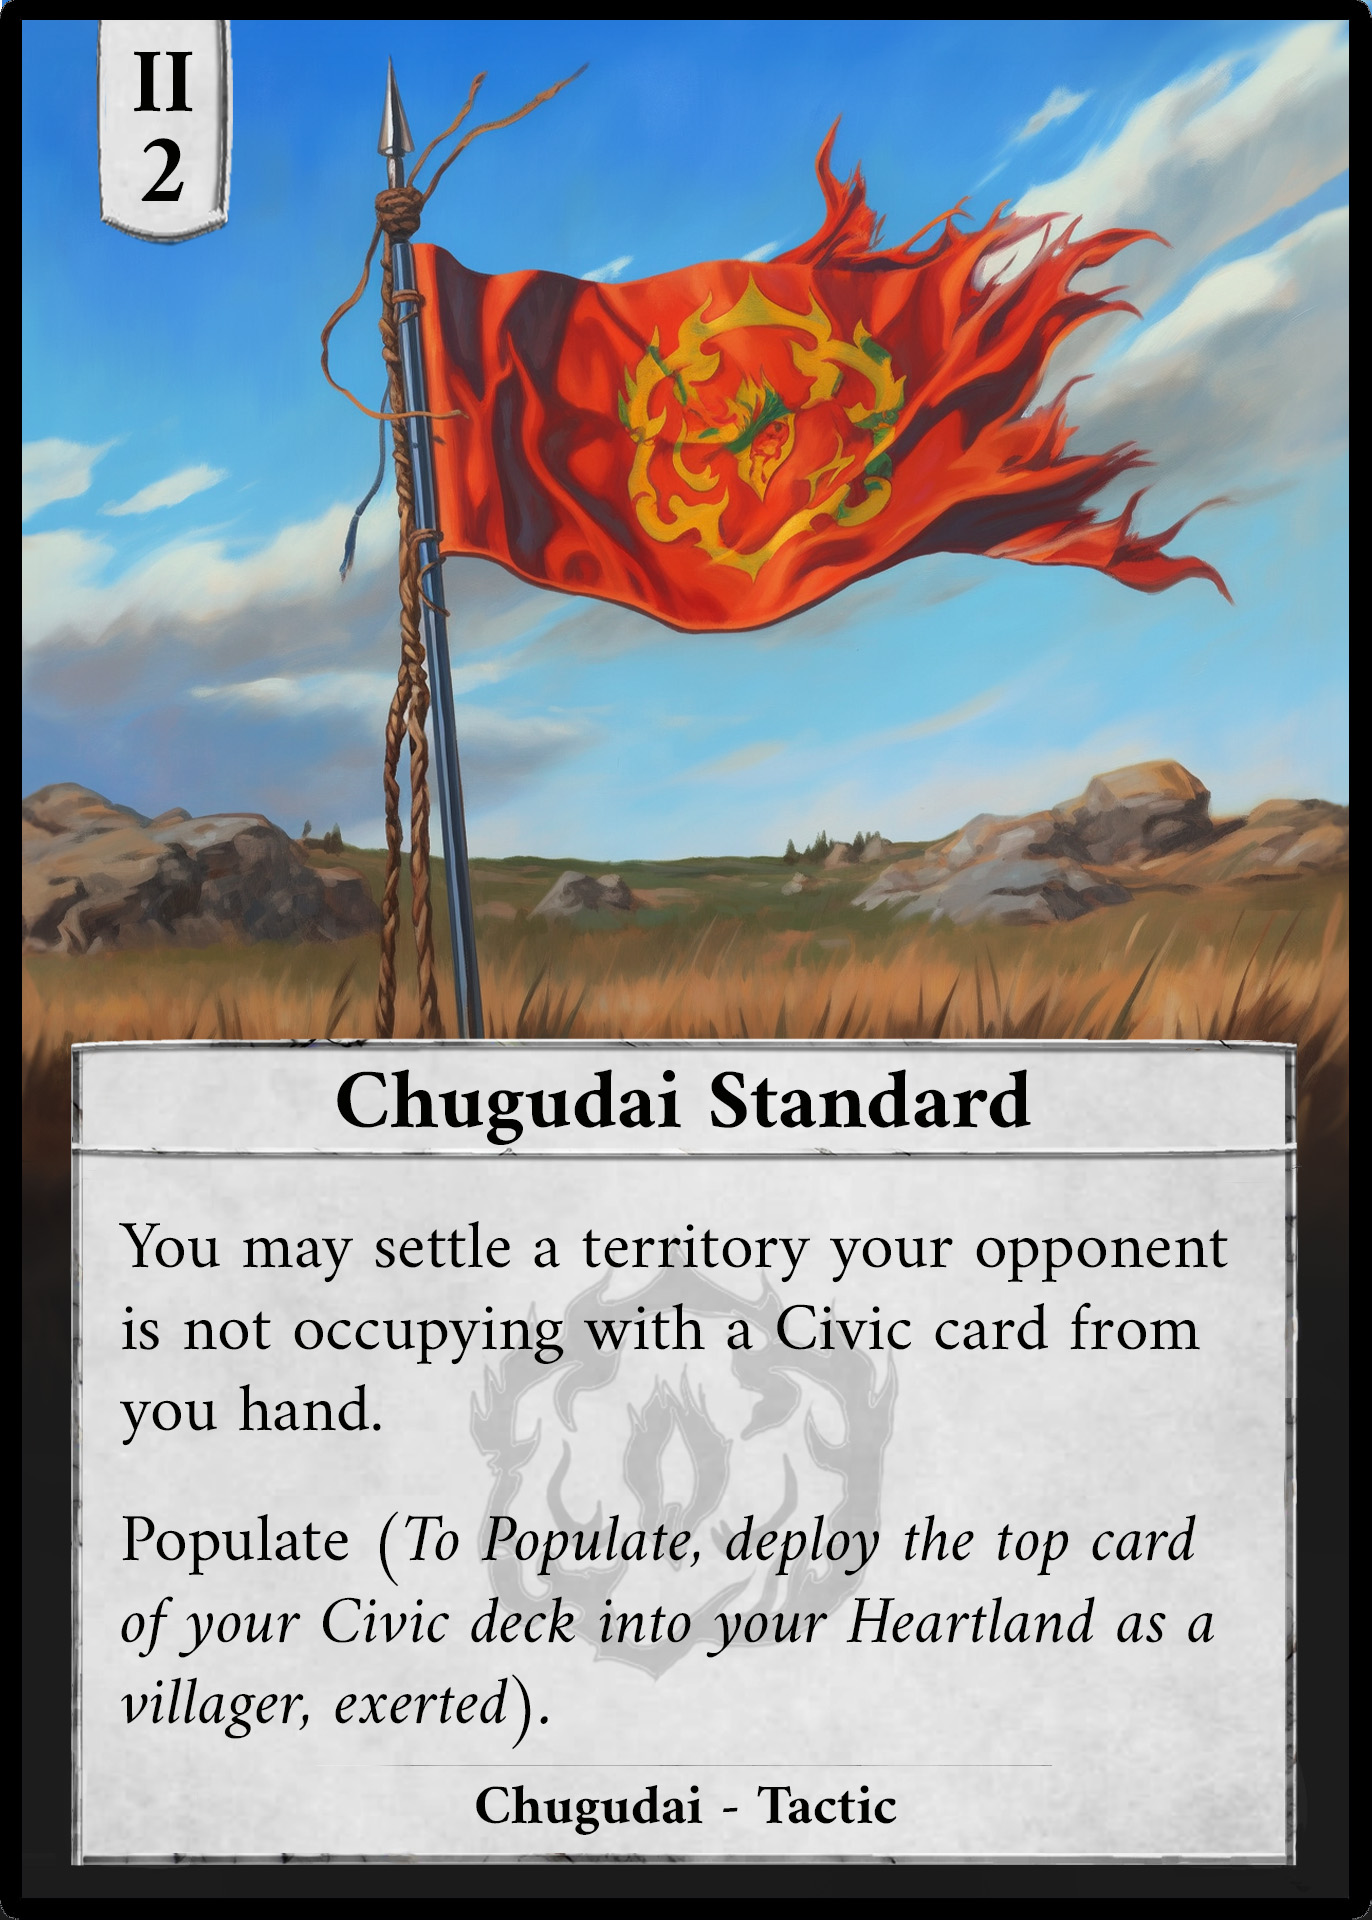 II
2
Chugudai Standard
You may settle a territory your opponent
is not occupying with a Civic card from
you hand.
Populate (To Populate, deploy the top card
of your Civic deck into your Heartland as a
villager, exerted).
Chugudai - Tactic